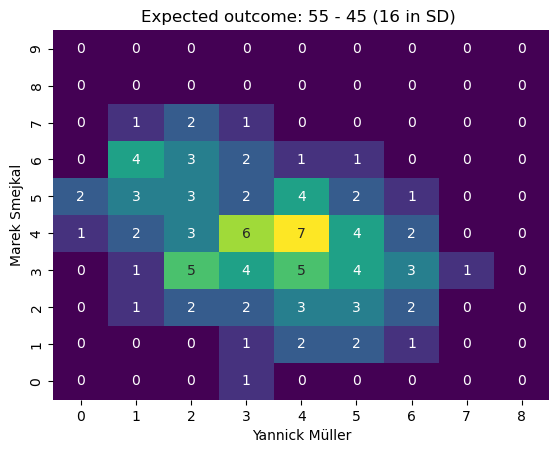 Expected outcome: 55 - 45 (16 in SD)
Marek Smejkal
9 0 0 0 0 0 0 0 0 0
8 0 0 0 0 0 0 0 0 0
7 0 1 2 1 0 0 0 0 0
6 0 4 3 2 1 1 0 0 0
5 2 3 3 2 4 2 1 0 0
4 1 2 3 6 7 4 2 0 0
3 0 1 5 4 5 4 3 1 0
2 0 1 2 2 3 3 2 0 0
1 0 0 0 1 2 2 1 0 0
0 0 0 0 1 0 0 0 0 0
0 1 2 3 4 5 6 7 8
Yannick Müller